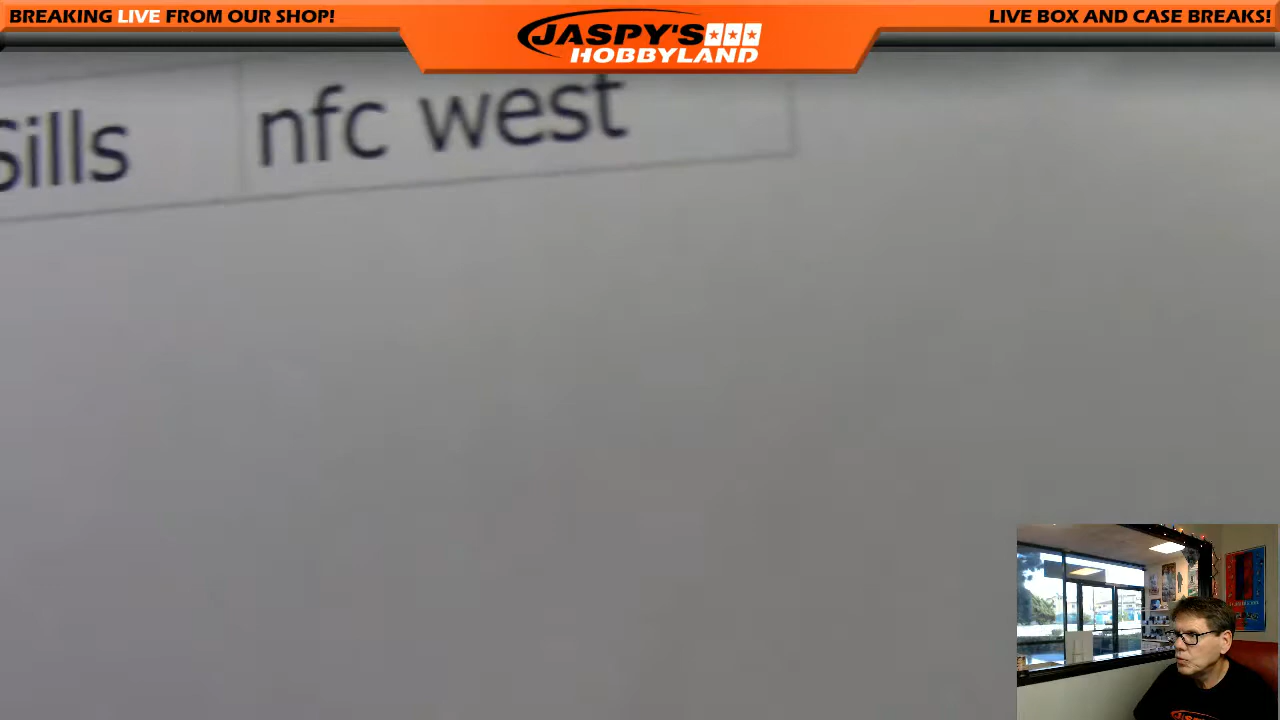 BREAKING LIVE FROM OUR SHOP!
JASPY'S
HOBBYLAND
LIVE BOX AND CASE BREAKS!
Sills nfc west